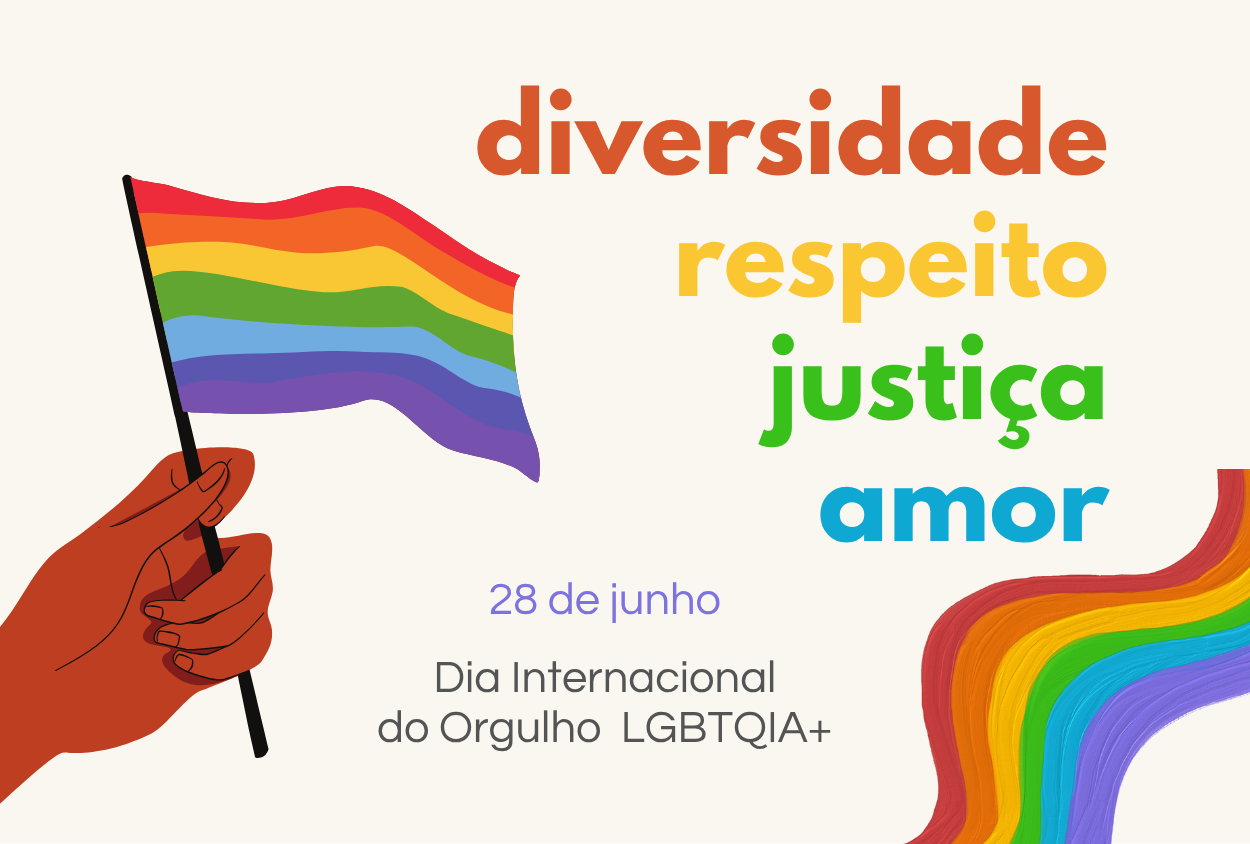 diversidade
respeito
justiça
amor
28 de junho
Dia Internacional
do Orgulho LGBTQIA+